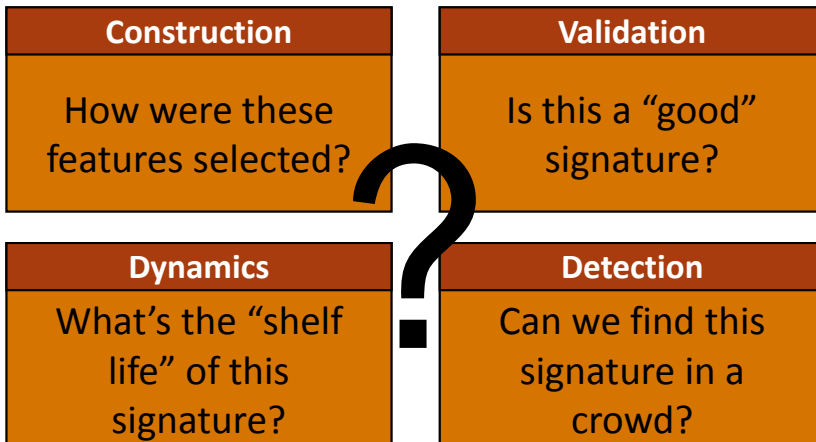 Construction
How were these
features selected?
Validation
Is this a “good”
signature?
?
Dynamics
What’s the “shelf
life” of this
signature?
Detection
Can we find this
signature in a
crowd?